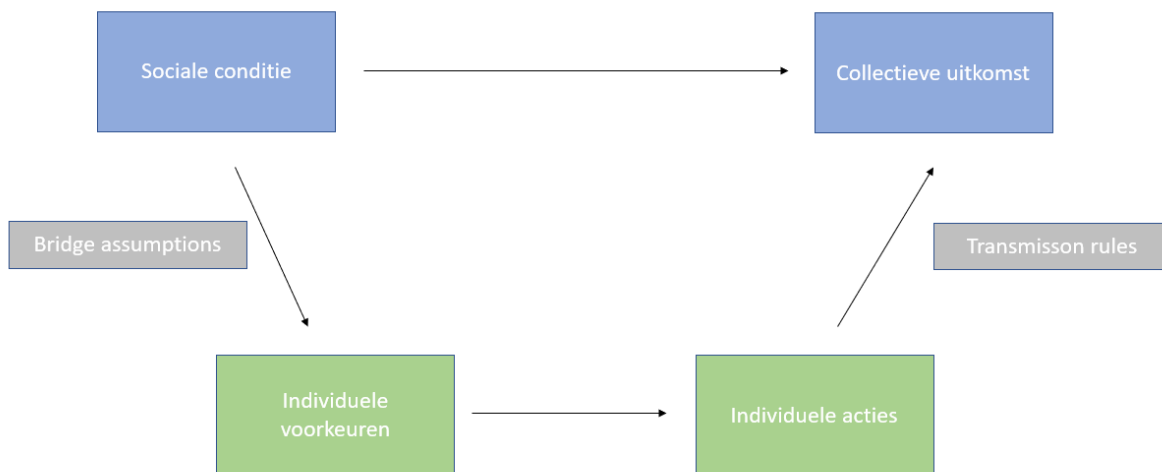 Sociale conditie
Collectieve uitkomst
Bridge assumptions
Transmisson rules
Individuele
voorkeuren
Individuele acties